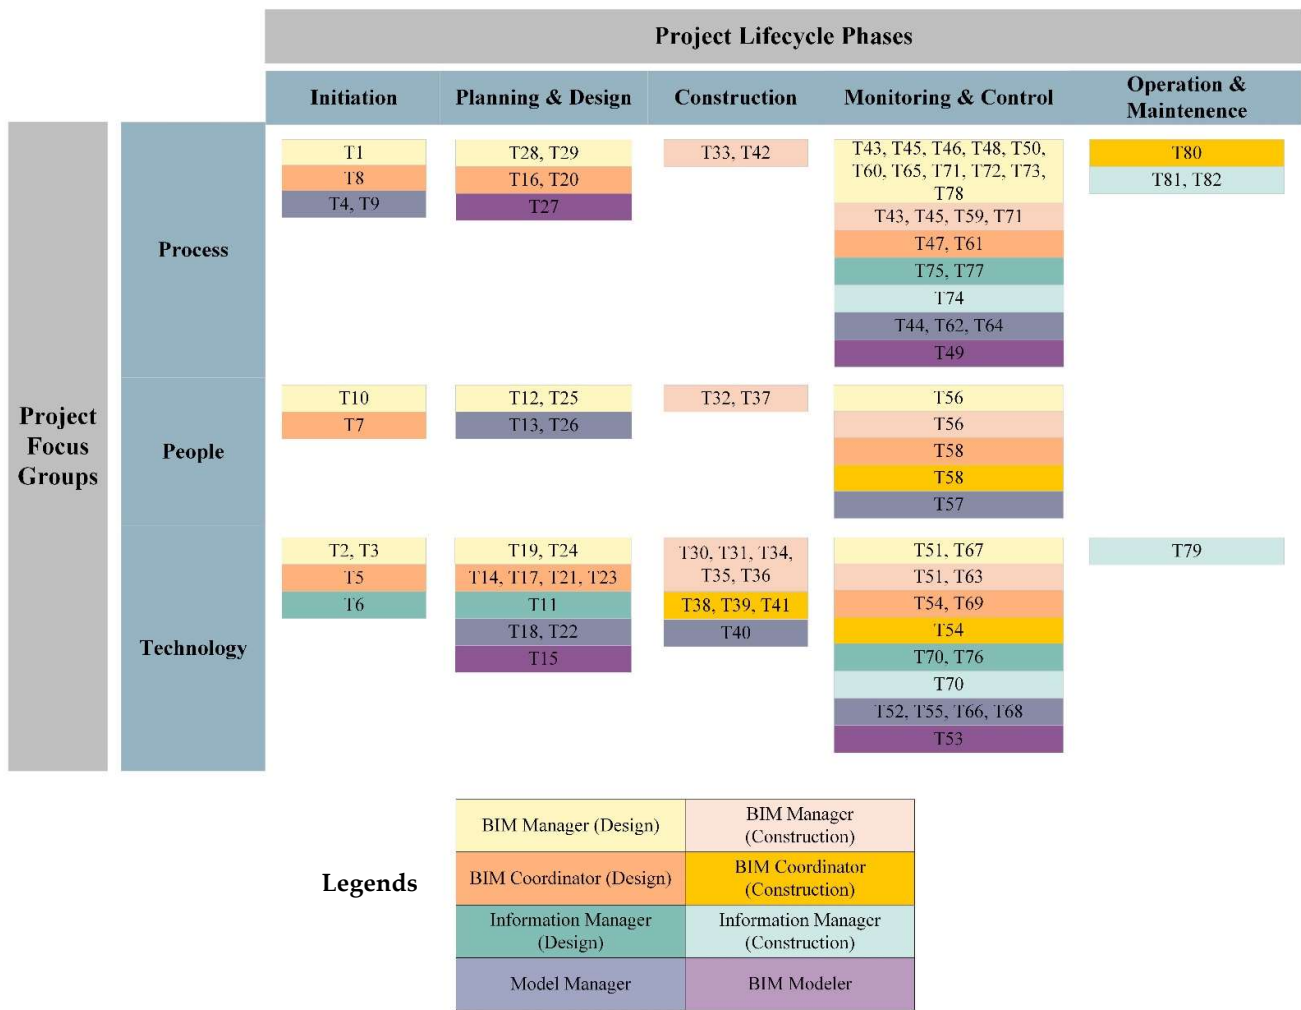 Project Lifecycle Phases
Initiation
Planning & Design
Construction
Monitoring & Control
Operation &
Maintenence
Project
Focus
Groups
Process
T1
T8
T4, T9
T28, T29
T16, T20
T27
T33, T42
T43, T45, T46, T48, T50,
T60, T65, T71, T72, T73,
T78
T43, T45, T59, T71
T47, T61
T75, T77
T74
T44, T62, T64
T49
T80
T81, T82
People
T10
T7
T12, T25
T13, T26
T32, T37
T56
T56
T58
T58
T57
Technology
T2, T3
T5
T6
T19, T24
T14, T17, T21, T23
T11
T18, T22
T15
T30, T31, T34,
T35, T36
T38, T39, T41
T40
T51, T67
T51, T63
T54, T69
T54
T70, T76
T70
T52, T55, T66, T68
T53
T79
Legends
BIM Manager (Design)
BIM Manager
(Construction)
BIM Coordinator (Design)
BIM Coordinator
(Construction)
Information Manager
(Design)
Information Manager
(Construction)
Model Manager
BIM Modeler